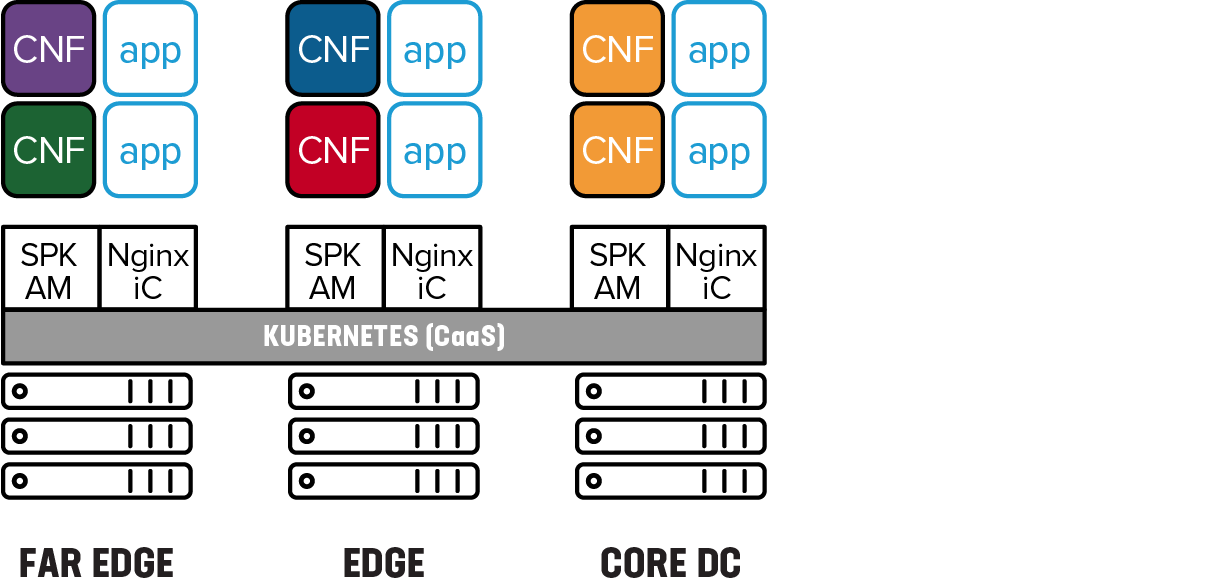 CNF app CNF app CNF app
CNF app CNF app CNF app
SPK Nginx SPK Nginx SPK Nginx
AM iC AM iC AM iC
KUBERNETES (CaaS)
FAR EDGE EDGE CORE DC